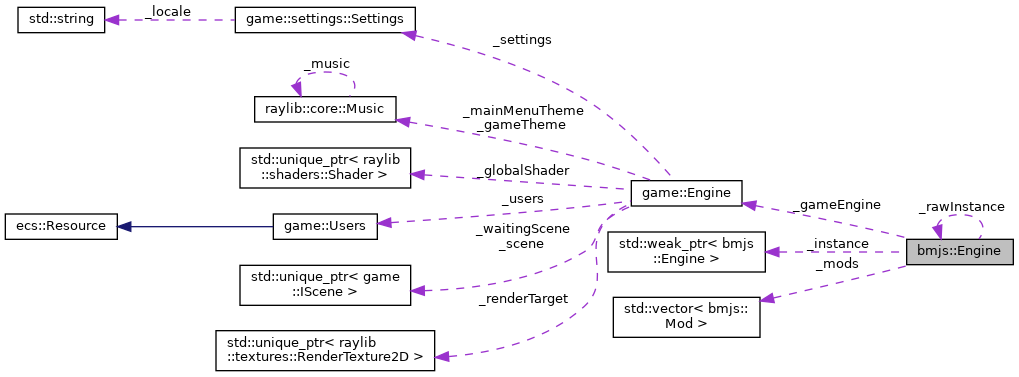 std::string
_locale
game::settings::Settings
_settings
_music
raylib::core::Music
_mainMenuTheme
_gameTheme
std::unique_ptr< raylib
::shaders::Shader >
_globalShader
game::Engine
_users
ecs::Resource
game::Users
_waitingScene
_scene
std::unique_ptr< game
::IScene >
_renderTarget
std::unique_ptr< raylib
::textures::RenderTexture2D >
_gameEngine
_rawInstance
std::weak_ptr< bmjs
::Engine >
_instance
bmjs::Engine
_mods
std::vector< bmjs::
Mod >